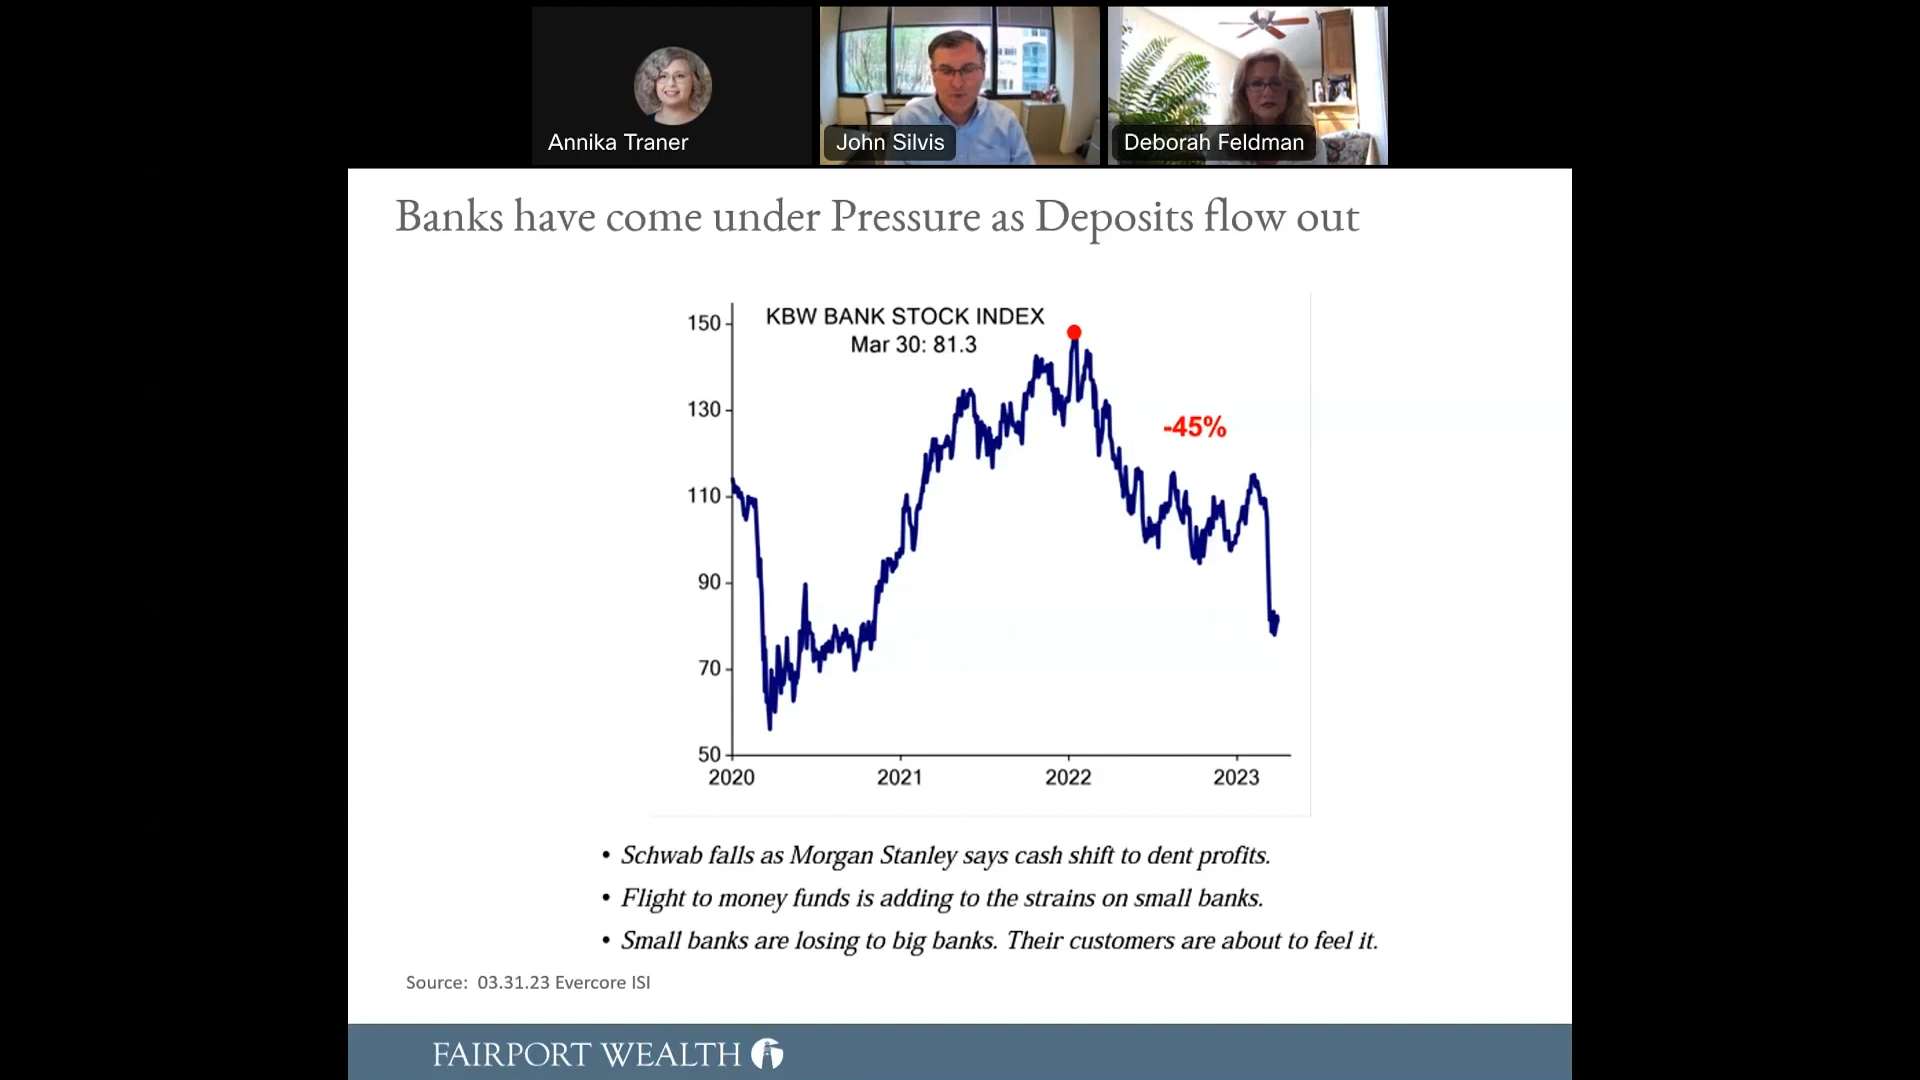 Annika Traner
John Silvis
Deborah Feldman
Banks have come under Pressure as Deposits flow out
KBW BANK STOCK INDEX
Mar 30: 81.3
-45%
150
130
110
90
70
50
2020 2021 2022 2023
• Schwab falls as Morgan Stanley says cash shift to dent profits.
• Flight to money funds is adding to the strains on small banks.
• Small banks are losing to big banks. Their customers are about to feel it.
Source: 03.31.23 Evercore ISI
FAIRPORT WEALTH